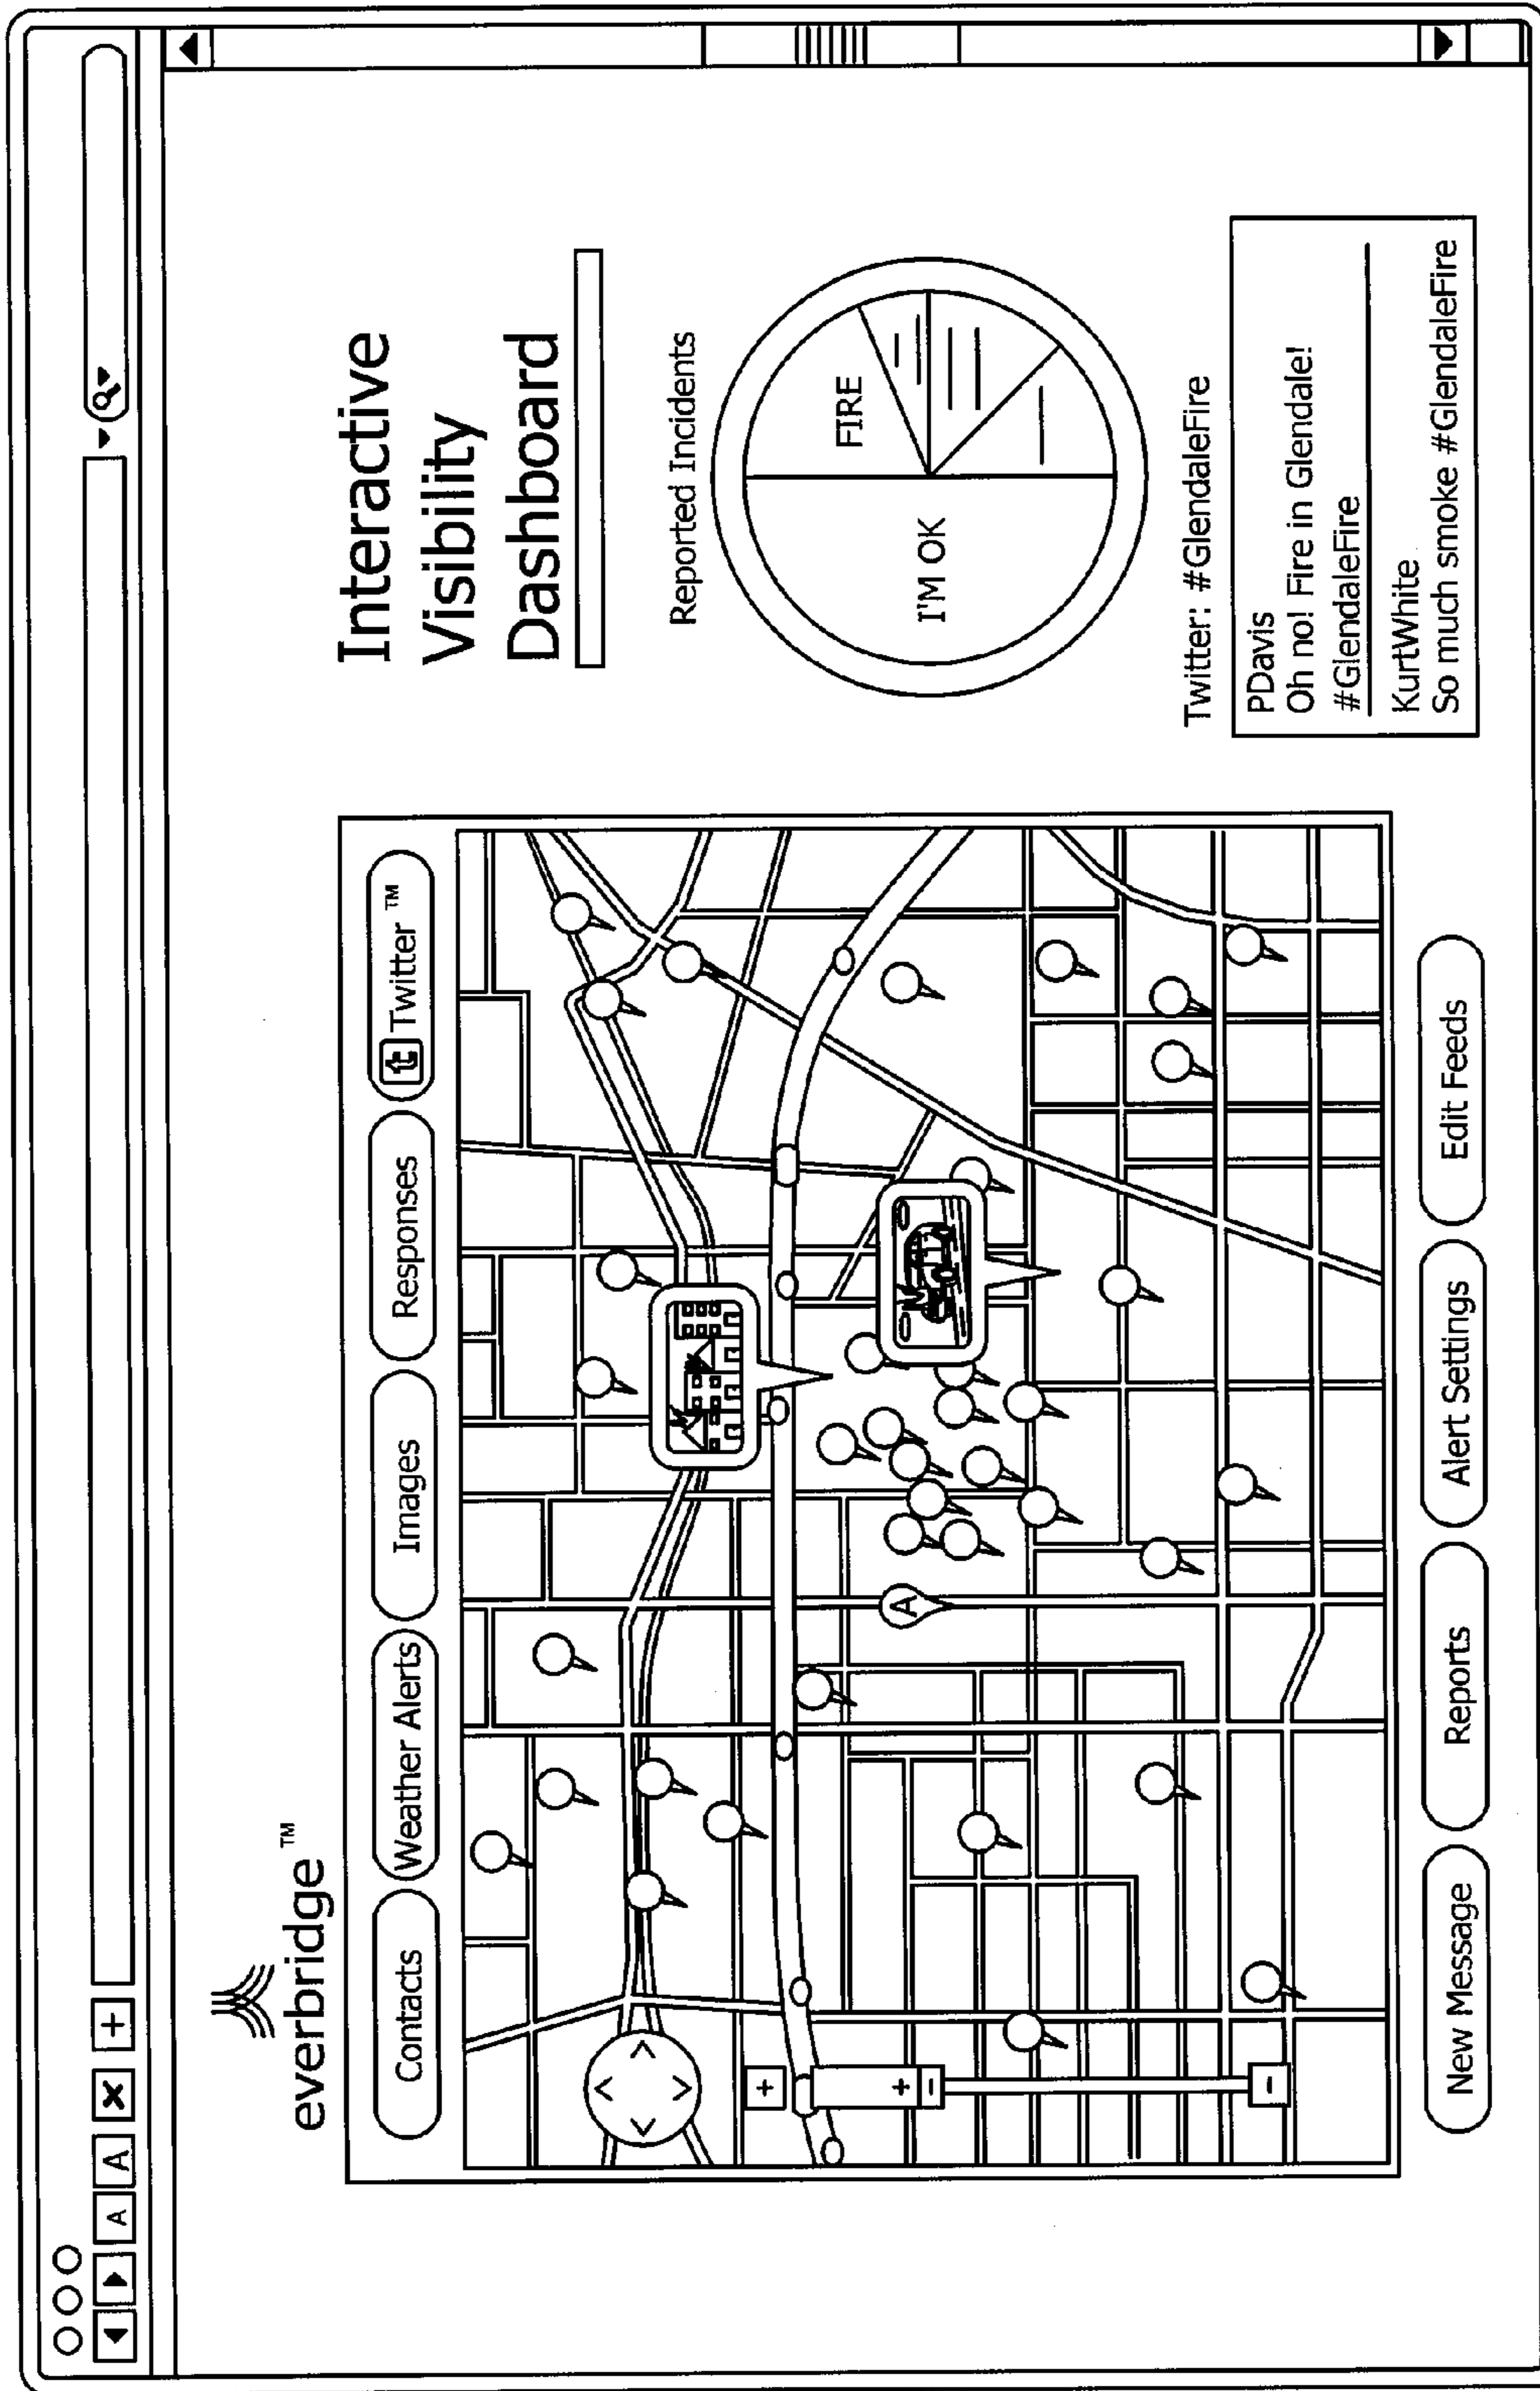 A A X +
everbridge™
Contacts
Weather Alerts
Images
Responses
t Twitter™
A
+
+
−
−
New Message
Reports
Alert Settings
Edit Feeds
Interactive
Visibility
Dashboard
Reported Incidents
FIRE
I'M OK
Twitter: #GlendaleFire
PDavis
Oh no! Fire in Glendale!
#GlendaleFire
KurtWhite
So much smoke #GlendaleFire